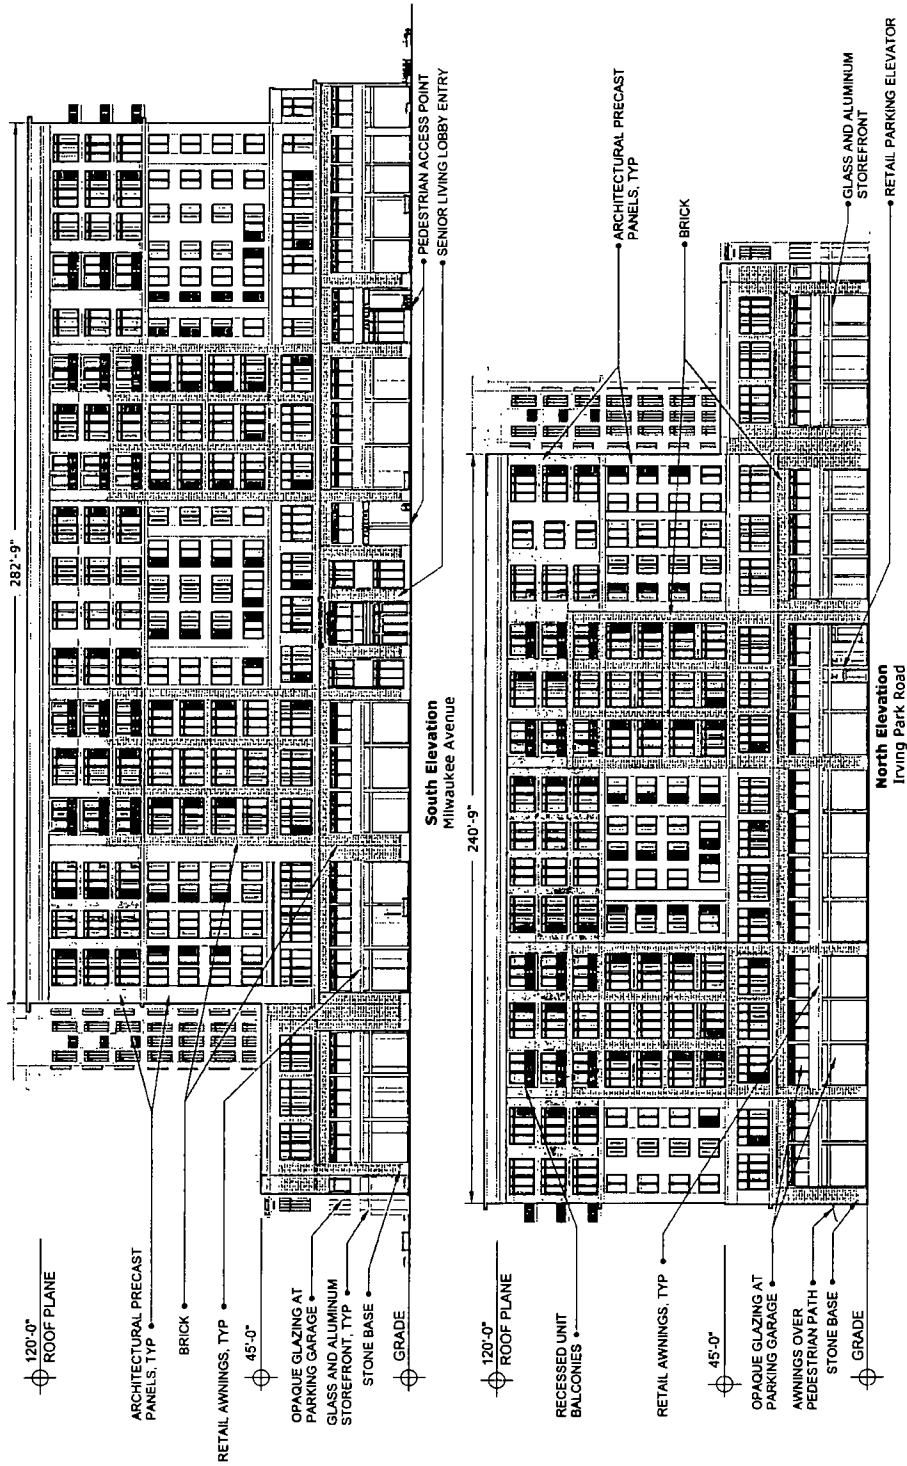 282'-9"
PEDESTRIAN ACCESS POINT
SENIOR LIVING LOBBY ENTRY
120'-0"
ROOF PLANE
ARCHITECTURAL PRECAST
PANELS, TYP
BRICK
RETAIL AWNINGS, TYP
45'-0"
OPAQUE GLAZING AT
PARKING GARAGE
GLASS AND ALUMINUM
STOREFRONT, TYP
STONE BASE
GRADE
South Elevation
Milwaukee Avenue
240'-9"
ARCHITECTURAL PRECAST
PANELS, TYP
BRICK
GLASS AND ALUMINUM
STOREFRONT
RETAIL PARKING ELEVATOR
120'-0"
ROOF PLANE
RECESSED UNIT
BALCONIES
RETAIL AWNINGS, TYP
45'-0"
OPAQUE GLAZING AT
PARKING GARAGE
AWNINGS OVER
PEDESTRIAN PATH
STONE BASE
GRADE
North Elevation
Irving Park Road